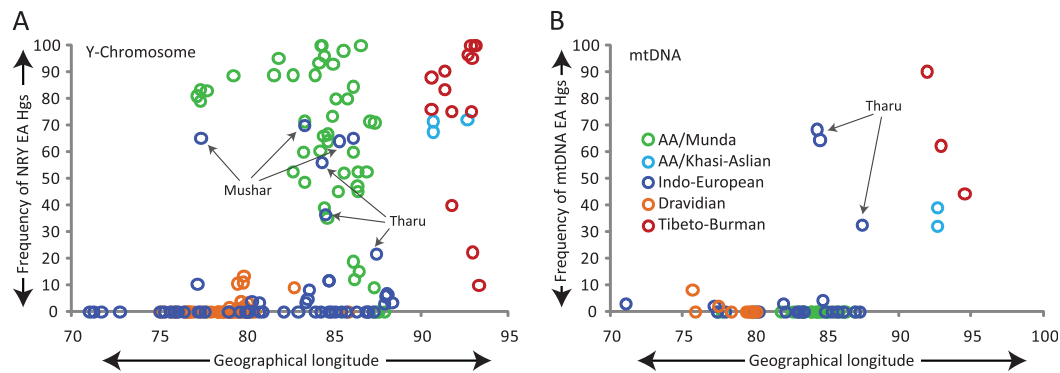 A
Y-Chromosome
Frequency of NRY EA Hgs
100
90
80
70
60
50
40
30
20
10
0
Mushar
Tharu
70
75
80
85
90
95
Geographical longitude
B
mtDNA
Frequency of mtDNA EA Hgs
100
90
80
70
60
50
40
30
20
10
0
Tharu
AA/Munda
AA/Khasi-Aslian
Indo-European
Dravidian
Tibeto-Burman
70
75
80
85
90
95
100
Geographical longitude